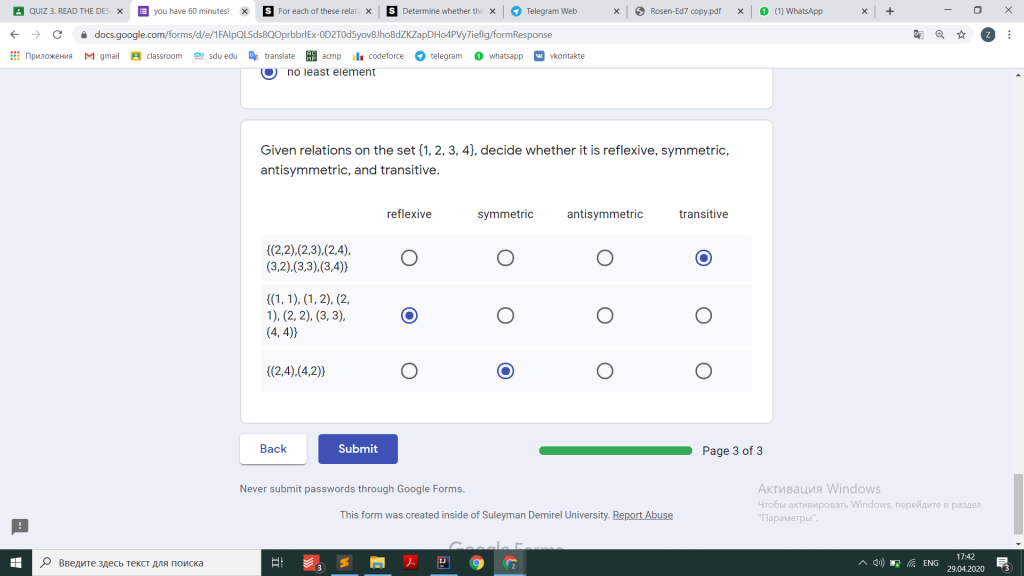 QUIZ 3. READ THE DES
you have 60 minutes!
For each of these relati
Determine whether the
Telegram Web
Rosen-Ed7 copy.pdf
(1) WhatsApp
docs.google.com/forms/d/e/1FAIpQLSds8QOprbbrIEx-0D2T0d5yov8Jho8dZKZapDHo4PVy7ieflg/formResponse
Z
Приложения
gmail
classroom
sdu edu
translate
acmp
codeforce
telegram
whatsapp
vkontakte
no least element
Given relations on the set {1, 2, 3, 4}, decide whether it is reflexive, symmetric,
antisymmetric, and transitive.
reflexive symmetric antisymmetric transitive
{(2,2),(2,3),(2,4),
(3,2),(3,3),(3,4)}
{(1, 1), (1, 2), (2,
1), (2, 2), (3, 3),
(4, 4)}
{(2,4),(4,2)}
Back
Submit
Page 3 of 3
Never submit passwords through Google Forms.
This form was created inside of Suleyman Demirel University. Report Abuse
Google Forms
Активация Windows
Чтобы активировать Windows, перейдите в раздел
"Параметры".
Введите здесь текст для поиска
3
ENG
17:42
29.04.2020
3